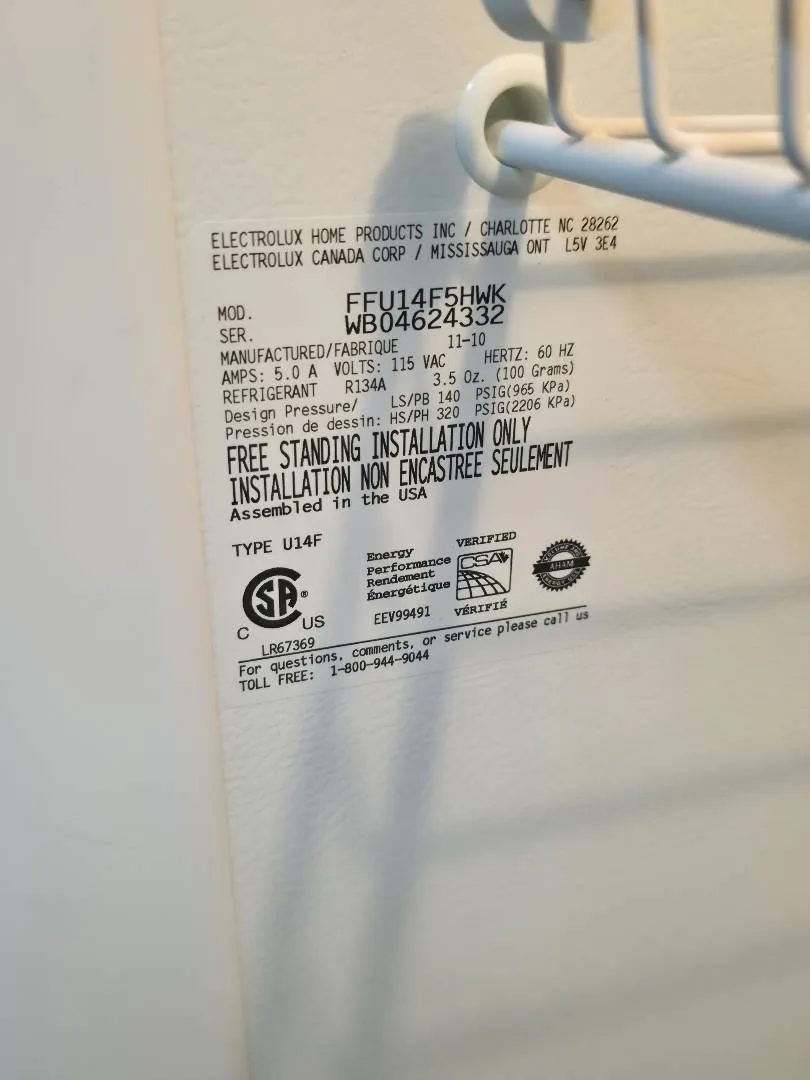 ELECTROLUX HOME PRODUCTS INC / CHARLOTTE NC 28262
ELECTROLUX CANADA CORP / MISSISSAUGA ONT L5V 3E4
MOD. FFU14F5HWK
SER. WB04624332
MANUFACTURED/FABRIQUE 11-10
AMPS: 5.0 A VOLTS: 115 VAC HERTZ: 60 HZ
REFRIGERANT R134A 3.5 Oz. (100 Grams)
Design Pressure/ LS/PB 140 PSIG(965 KPa)
Pression de dessin: HS/PH 320 PSIG(2206 KPa)
FREE STANDING INSTALLATION ONLY
INSTALLATION NON ENCASTREE SEULEMENT
Assembled in the USA
TYPE U14F
Energy
Performance
Rendement
Énergétique
EEV99491
VERIFIED
CSA
VÉRIFIÉ
AHAM
SA ®
C US
LR67369
For questions, comments, or service please call us
TOLL FREE: 1-800-944-9044